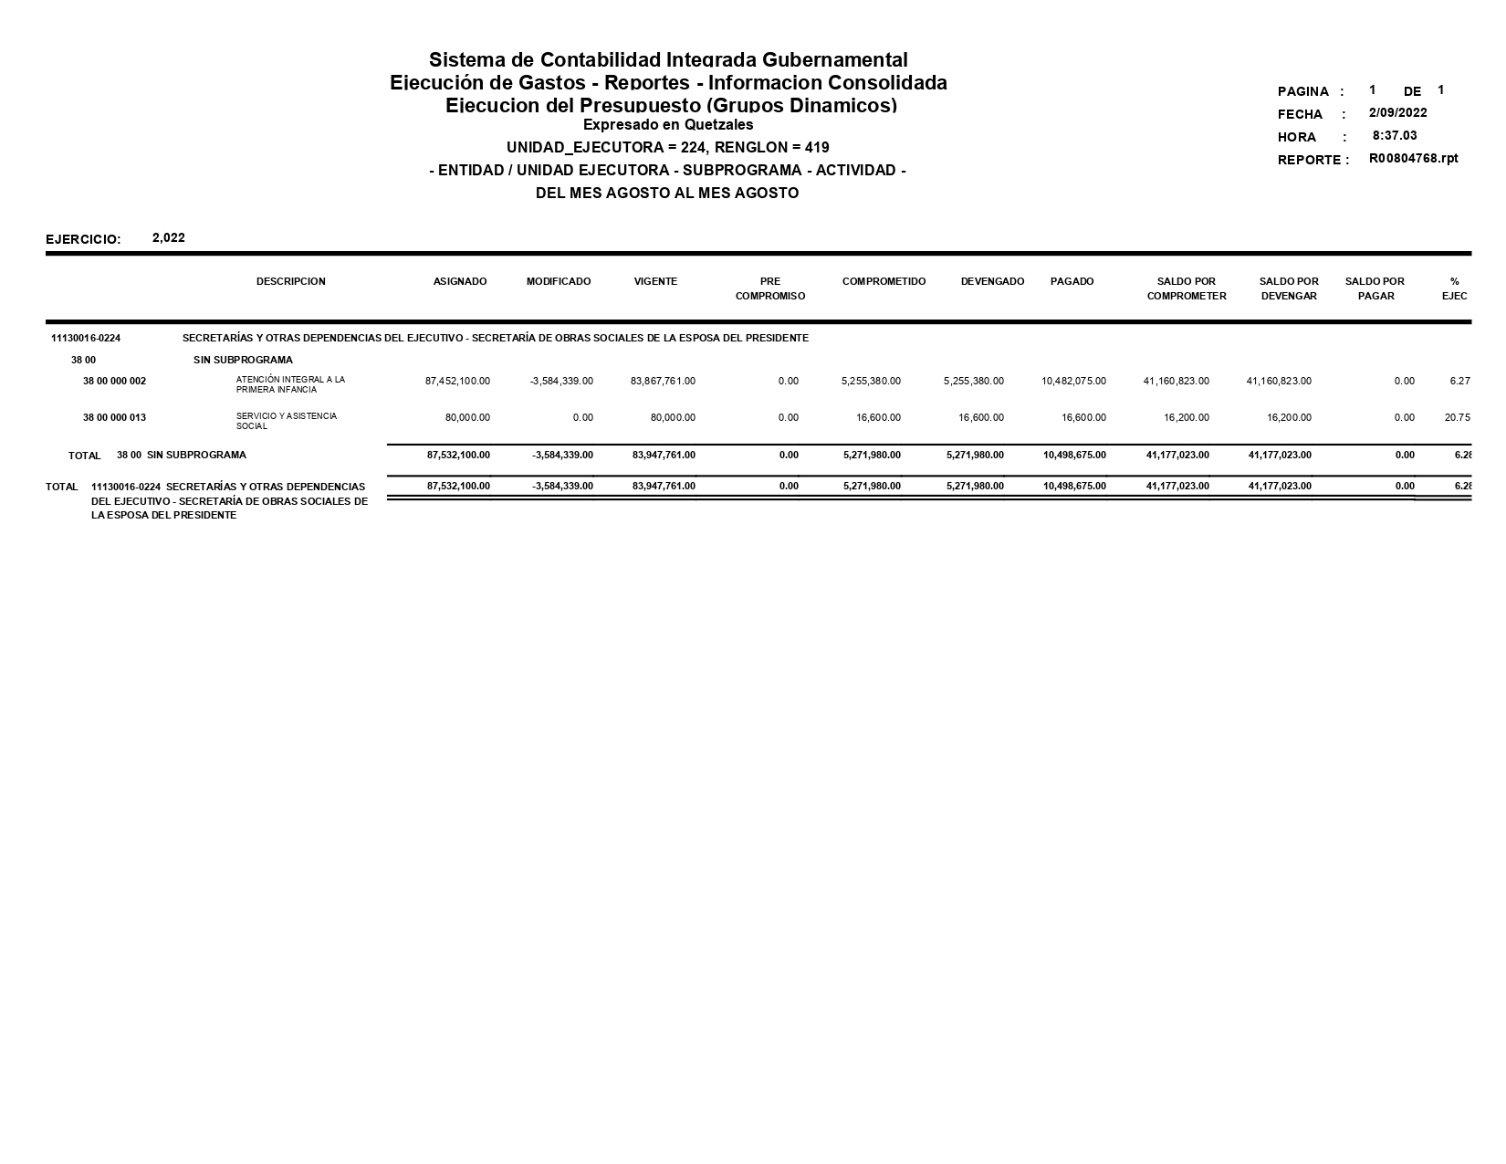 Sistema de Contabilidad Integrada Gubernamental
Ejecución de Gastos - Reportes - Informacion Consolidada
Ejecucion del Presupuesto (Grupos Dinamicos)
Expresado en Quetzales
UNIDAD_EJECUTORA = 224, RENGLON = 419
- ENTIDAD / UNIDAD EJECUTORA - SUBPROGRAMA - ACTIVIDAD -
DEL MES AGOSTO AL MES AGOSTO
PAGINA : 1 DE 1
FECHA : 2/09/2022
HORA : 8:37.03
REPORTE : R00804768.rpt
EJERCICIO: 2,022
DESCRIPCION ASIGNADO MODIFICADO VIGENTE PRE COMPROMISO COMPROMETIDO DEVENGADO PAGADO SALDO POR COMPROMETER SALDO POR DEVENGAR SALDO POR PAGAR % EJEC
11130016-0224 SECRETARÍAS Y OTRAS DEPENDENCIAS DEL EJECUTIVO - SECRETARÍA DE OBRAS SOCIALES DE LA ESPOSA DEL PRESIDENTE
38 00 SIN SUBPROGRAMA
38 00 000 002 ATENCIÓN INTEGRAL A LA PRIMERA INFANCIA 87,452,100.00 -3,584,339.00 83,867,761.00 0.00 5,255,380.00 5,255,380.00 10,482,075.00 41,160,823.00 41,160,823.00 0.00 6.27
38 00 000 013 SERVICIO Y ASISTENCIA SOCIAL 80,000.00 0.00 80,000.00 0.00 16,600.00 16,600.00 16,600.00 16,200.00 16,200.00 0.00 20.75
TOTAL 38 00 SIN SUBPROGRAMA 87,532,100.00 -3,584,339.00 83,947,761.00 0.00 5,271,980.00 5,271,980.00 10,498,675.00 41,177,023.00 41,177,023.00 0.00 6.28
TOTAL 11130016-0224 SECRETARÍAS Y OTRAS DEPENDENCIAS 87,532,100.00 -3,584,339.00 83,947,761.00 0.00 5,271,980.00 5,271,980.00 10,498,675.00 41,177,023.00 41,177,023.00 0.00 6.28
DEL EJECUTIVO - SECRETARÍA DE OBRAS SOCIALES DE
LA ESPOSA DEL PRESIDENTE